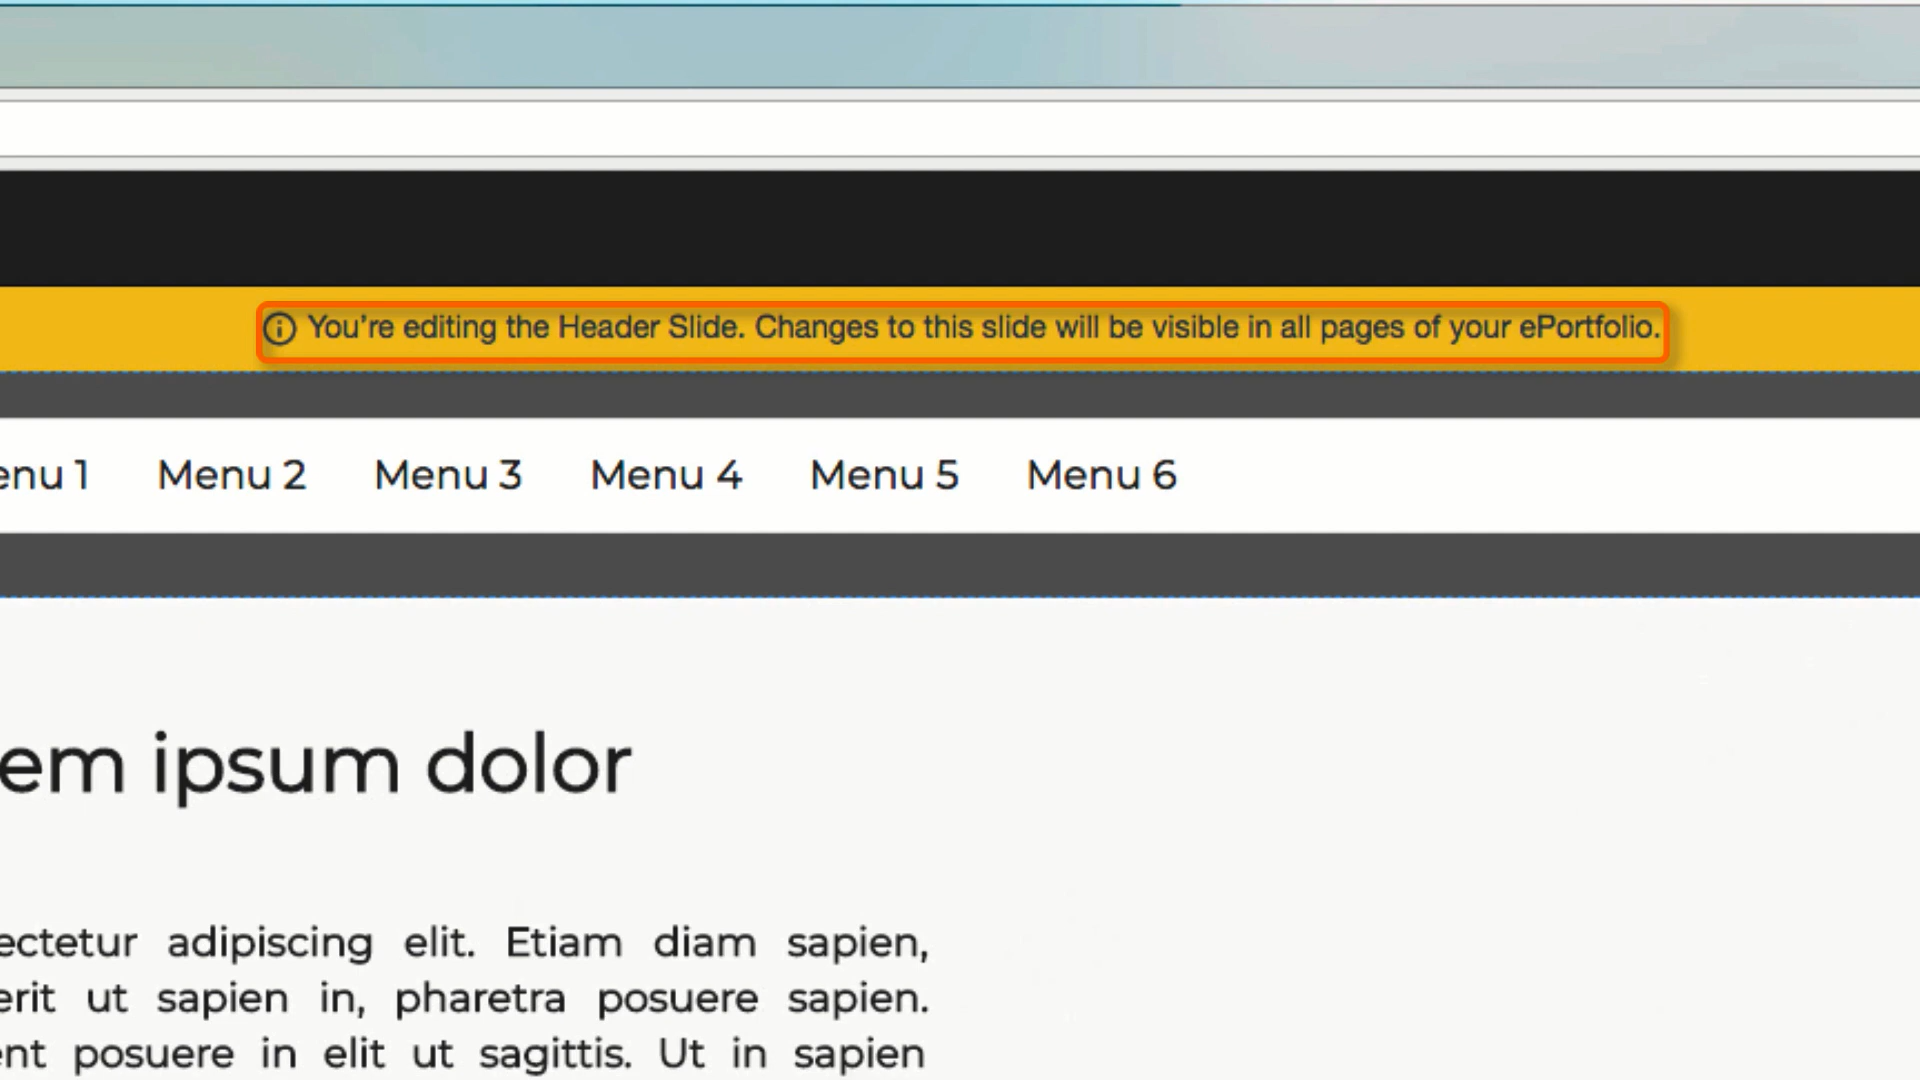 You're editing the Header Slide. Changes to this slide will be visible in all pages of your ePortfolio.
enu 1 Menu 2 Menu 3 Menu 4 Menu 5 Menu 6
em ipsum dolor
ectetur adipiscing elit. Etiam diam sapien,
erit ut sapien in, pharetra posuere sapien.
ent posuere in elit ut sagittis. Ut in sapien